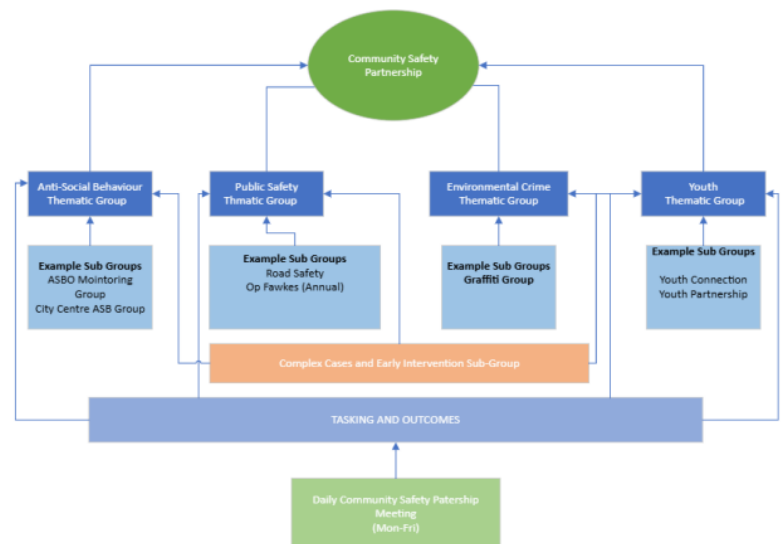 Community Safety
Partnership
Anti-Social Behaviour
Thematic Group
Public Safety
Thmatic Group
Environmental Crime
Thematic Group
Youth
Thematic Group
Example Sub Groups
ASBO Mointoring
Group
City Centre ASB Group
Example Sub Groups
Road Safety
Op Fawkes (Annual)
Example Sub Groups
Graffiti Group
Example Sub Groups
Youth Connection
Youth Partnership
Complex Cases and Early Intervention Sub-Group
TASKING AND OUTCOMES
Daily Community Safety Patership
Meeting
(Mon-Fri)